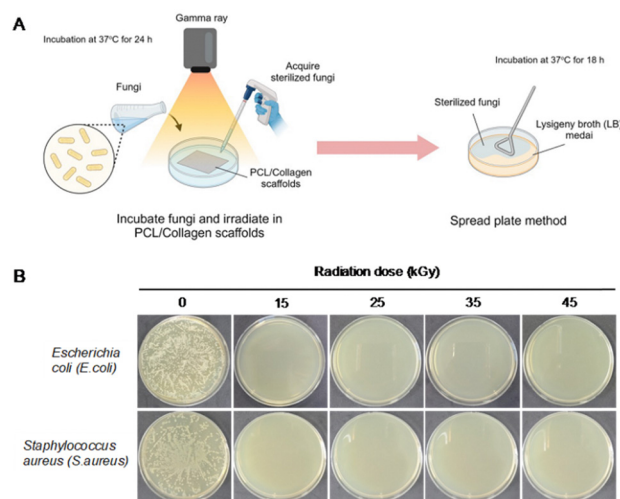 A
Gamma ray
Incubation at 37°C for 24 h
Acquire
sterilized fungi
Fungi
PCL/Collagen
scaffolds
Incubate fungi and irradiate in
PCL/Collagen scaffolds
Incubation at 37°C for 18 h
Sterilized fungi
Lysigeny broth (LB)
medai
Spread plate method
B
Radiation dose (kGy)
0 15 25 35 45
Escherichia
coli (E.coli)
Staphylococcus
aureus (S.aureus)